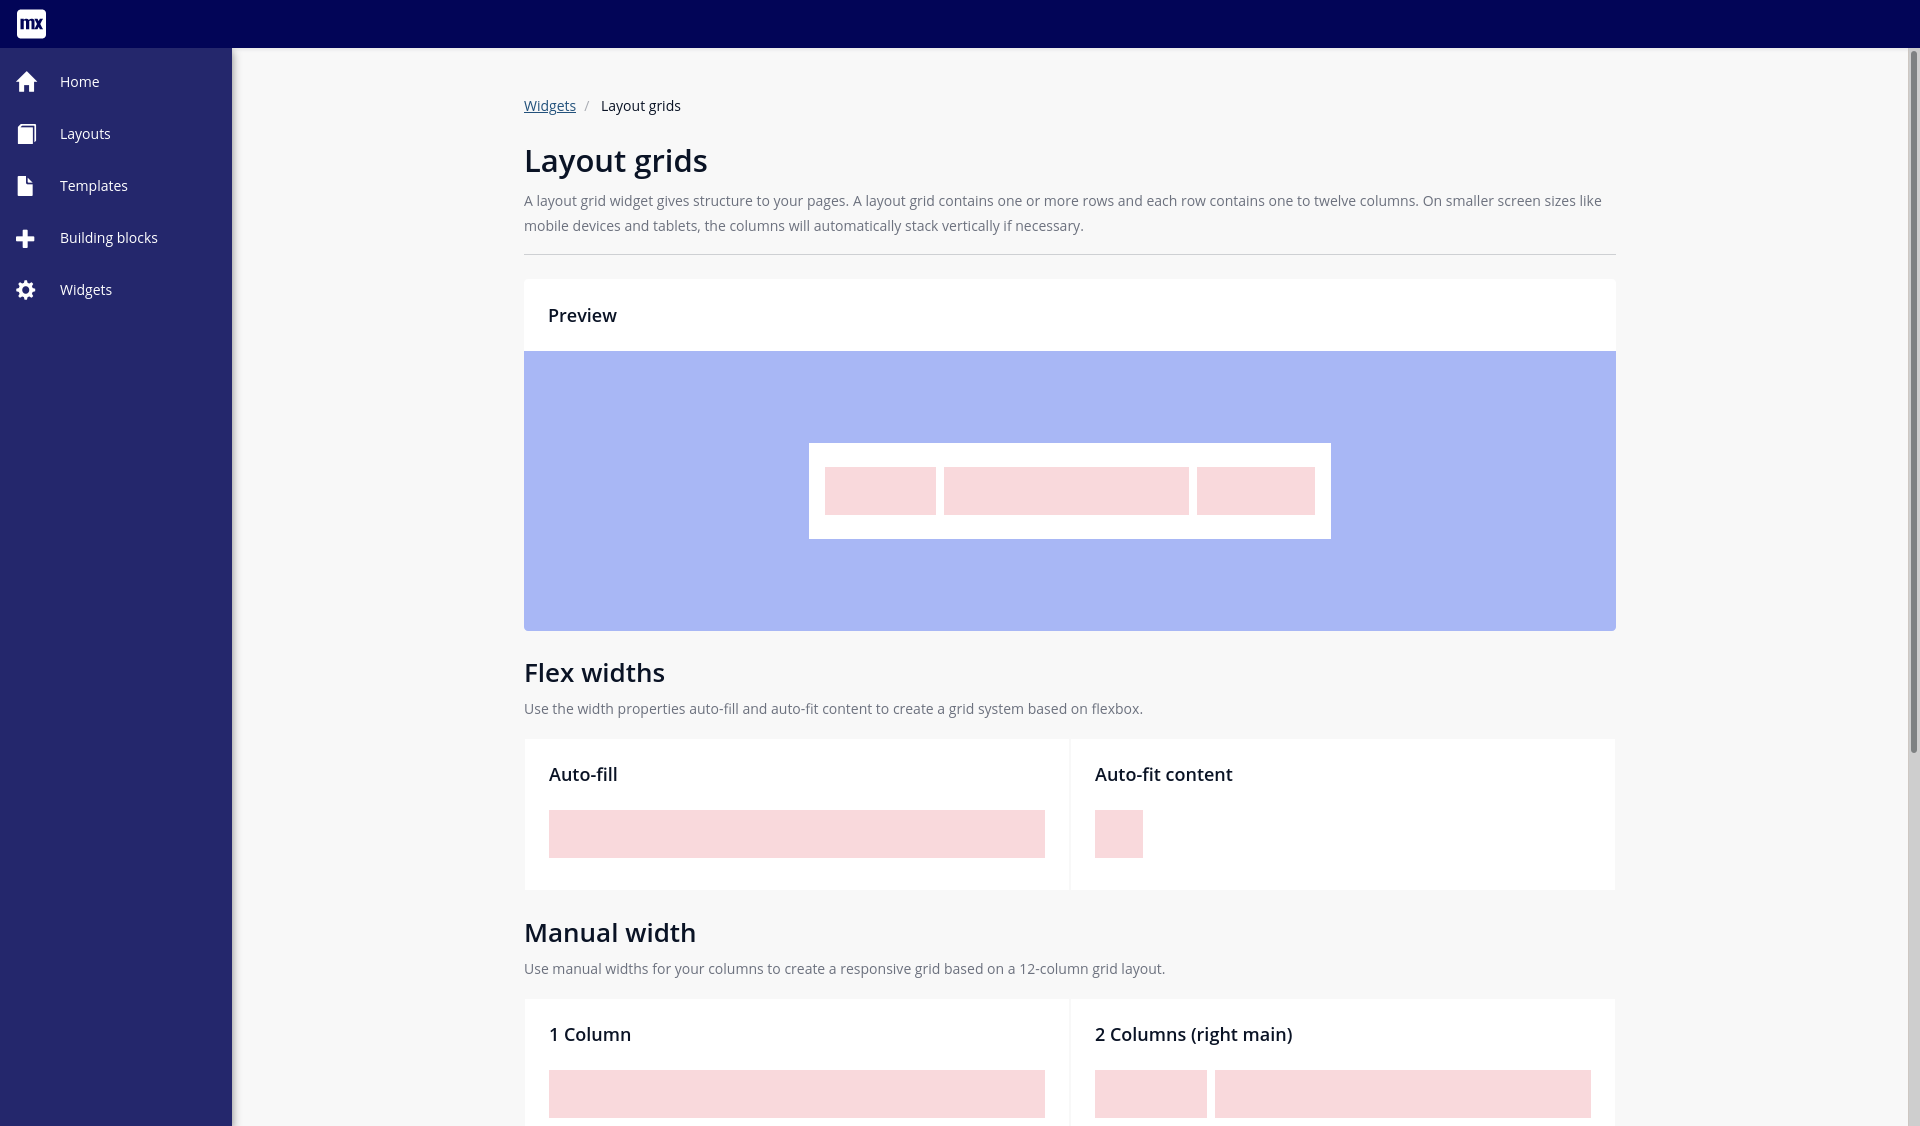 mx
Home
Layouts
Templates
Building blocks
Widgets
Widgets / Layout grids
Layout grids
A layout grid widget gives structure to your pages. A layout grid contains one or more rows and each row contains one to twelve columns. On smaller screen sizes like
mobile devices and tablets, the columns will automatically stack vertically if necessary.
Preview
Flex widths
Use the width properties auto-fill and auto-fit content to create a grid system based on flexbox.
Auto-fill
Auto-fit content
Manual width
Use manual widths for your columns to create a responsive grid based on a 12-column grid layout.
1 Column
2 Columns (right main)